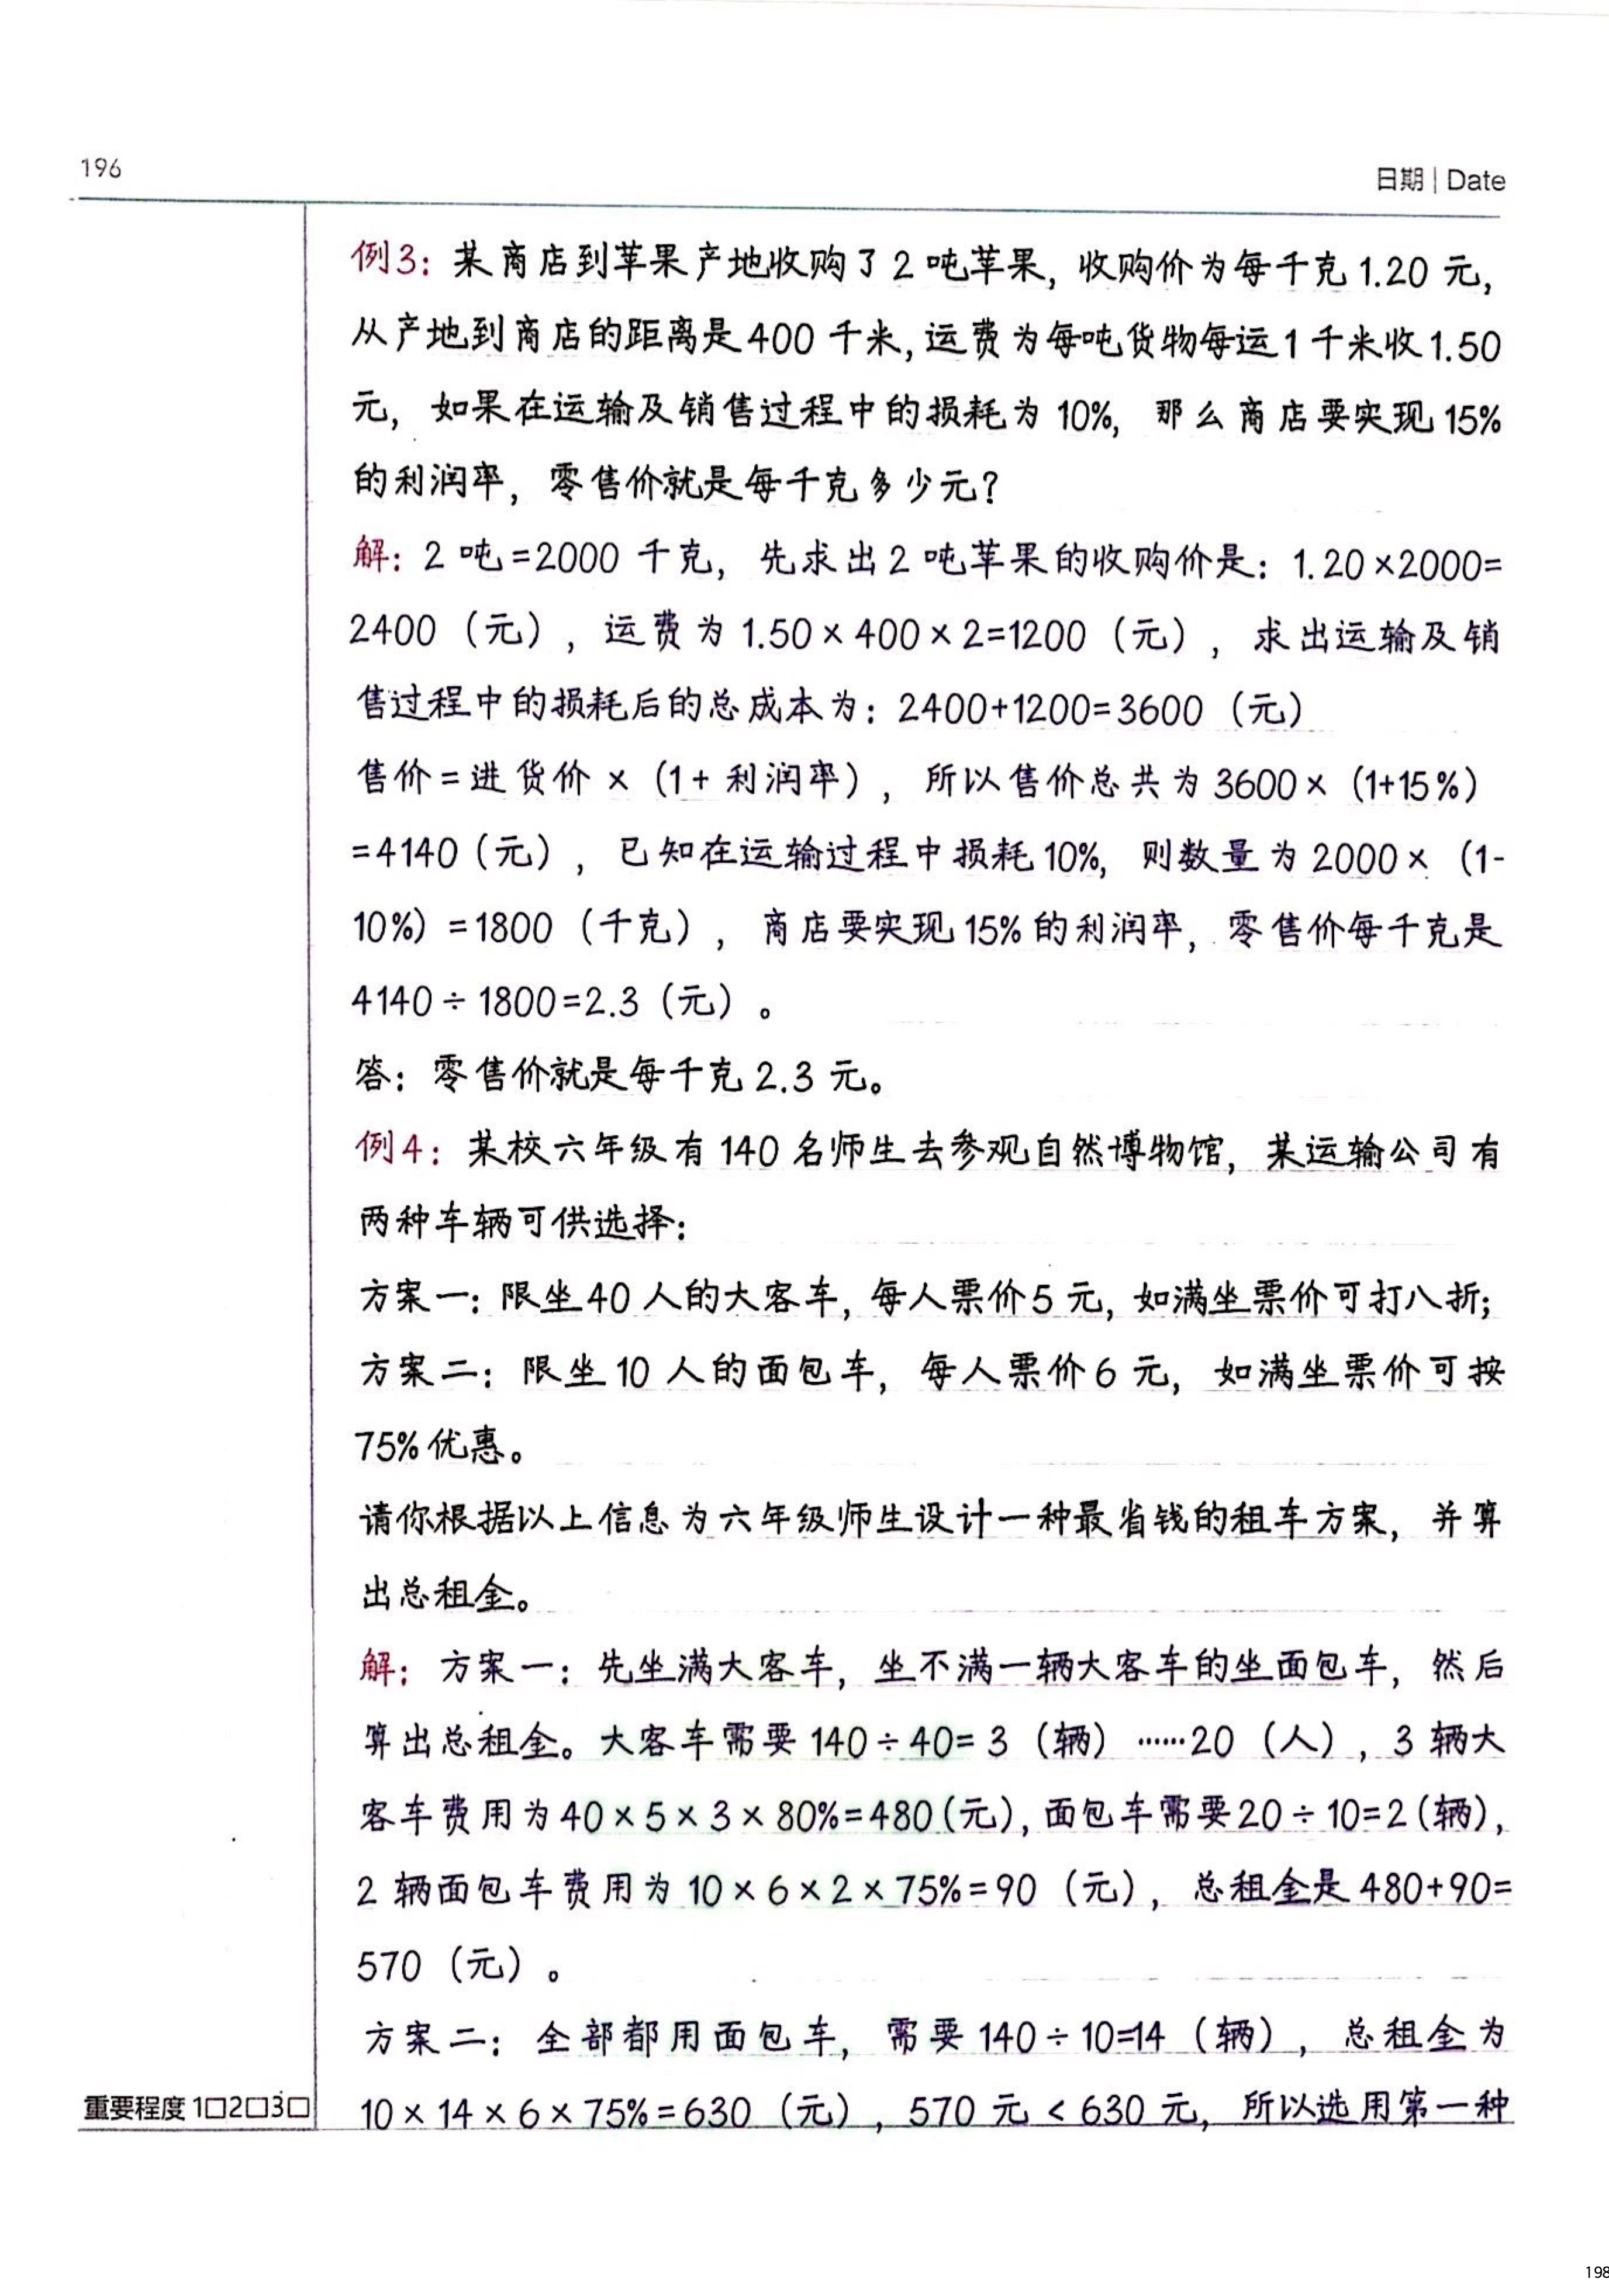 196
日期 | Date
例3：某商店到苹果产地收购了2吨苹果，收购价为每千克1.20元，
从产地到商店的距离是400千米，运费为每吨货物每运1千米收1.50
元，如果在运输及销售过程中的损耗为10%，那么商店要实现15%
的利润率，零售价就是每千克多少元？
解：2吨=2000千克，先求出2吨苹果的收购价是：1.20×2000=
2400（元），运费为1.50×400×2=1200（元），求出运输及销
售过程中的损耗后的总成本为：2400+1200=3600（元）
售价=进货价×（1+利润率），所以售价总共为3600×（1+15%）
=4140（元），已知在运输过程中损耗10%，则数量为2000×（1-
10%）=1800（千克），商店要实现15%的利润率，零售价每千克是
4140÷1800=2.3（元）。
答：零售价就是每千克2.3元。
例4：某校六年级有140名师生去参观自然博物馆，某运输公司有
两种车辆可供选择：
方案一：限坐40人的大客车，每人票价5元，如满坐票价可打八折；
方案二：限坐10人的面包车，每人票价6元，如满坐票价可按
75%优惠。
请你根据以上信息为六年级师生设计一种最省钱的租车方案，并算
出总租金。
解：方案一：先坐满大客车，坐不满一辆大客车的坐面包车，然后
算出总租金。大客车需要140÷40=3（辆）……20（人），3辆大
客车费用为40×5×3×80%=480（元），面包车需要20÷10=2（辆），
2辆面包车费用为10×6×2×75%=90（元），总租金是480+90=
570（元）。
方案二：全部都用面包车，需要140÷10=14（辆），总租金为
10×14×6×75%=630（元），570元＜630元，所以选用第一种
重要程度1□2□3□
198